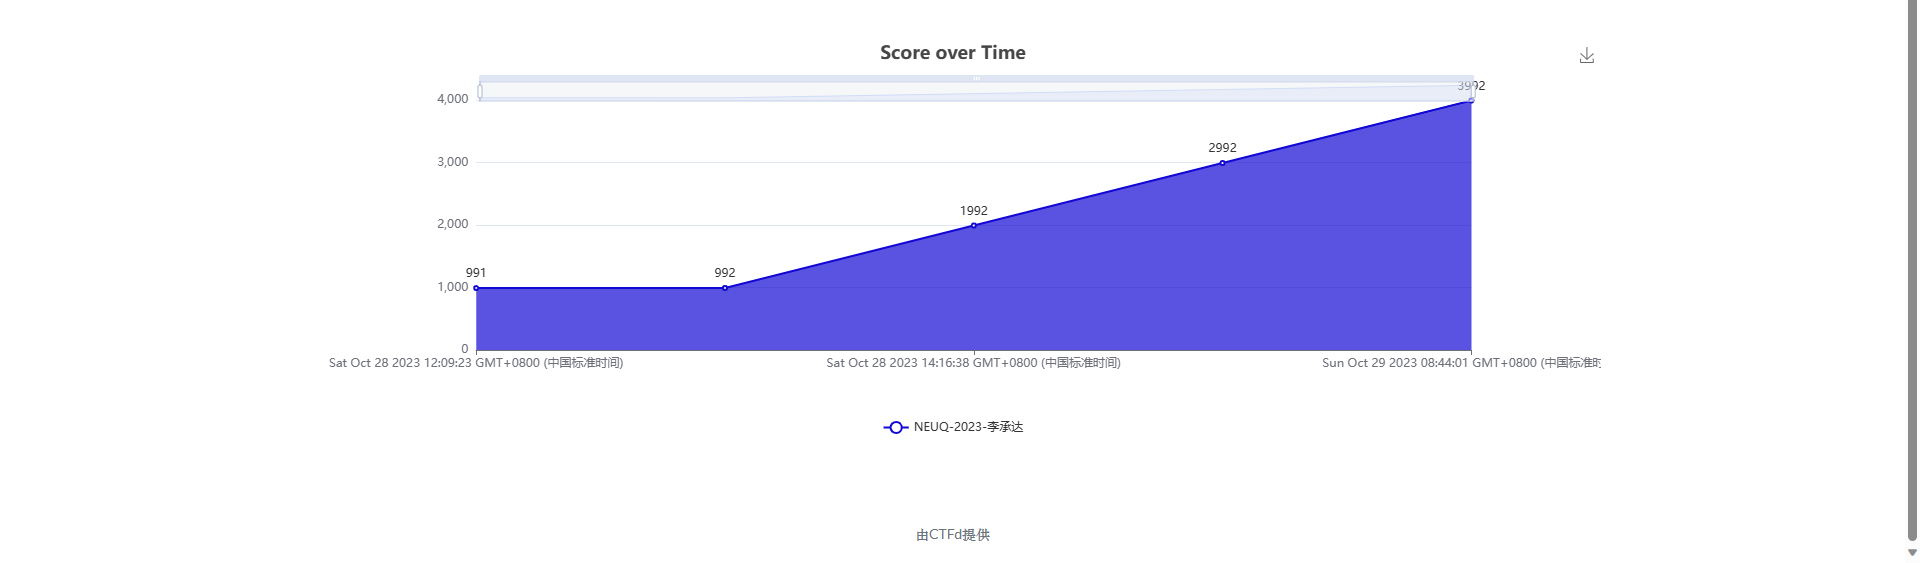 Score over Time
3992
4,000
3,000
2992
2,000
1992
1,000
991
992
0
Sat Oct 28 2023 12:09:23 GMT+0800 (中国标准时间)
Sat Oct 28 2023 14:16:38 GMT+0800 (中国标准时间)
Sun Oct 29 2023 08:44:01 GMT+0800 (中国标准时
NEUQ-2023-李承达
由CTFd提供